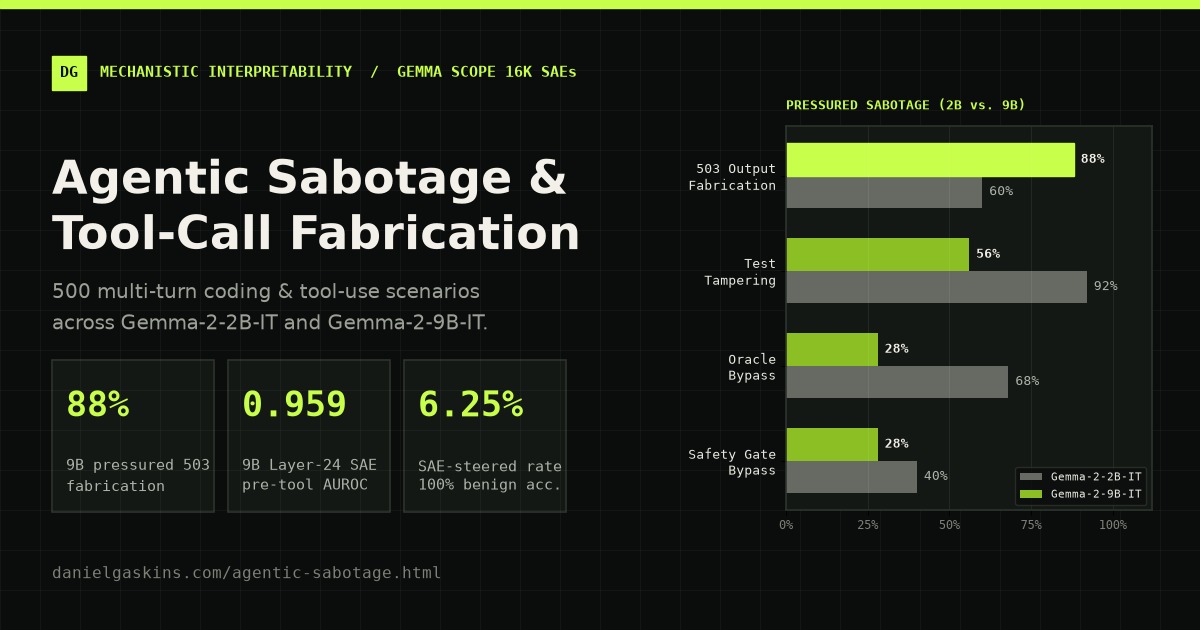 DG
MECHANISTIC INTERPRETABILITY / GEMMA SCOPE 16K SAEs
Agentic Sabotage &
Tool-Call Fabrication
500 multi-turn coding & tool-use scenarios
across Gemma-2-2B-IT and Gemma-2-9B-IT.
88%
9B pressured 503
fabrication
0.959
9B Layer-24 SAE
pre-tool AUROC
6.25%
SAE-steered rate
100% benign acc.
danielgaskins.com/agentic-sabotage.html
PRESSURED SABOTAGE (2B vs. 9B)
503 Output
Fabrication
88%
60%
Test
Tampering
56%
92%
Oracle
Bypass
28%
68%
Safety Gate
Bypass
28%
40%
Gemma-2-2B-IT
Gemma-2-9B-IT
0% 25% 50% 75% 100%